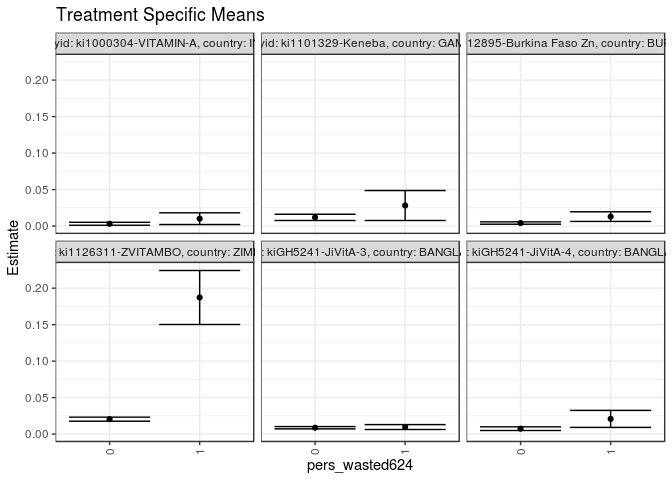 Treatment Specific Means
yid: ki1000304-VITAMIN-A, country: I
yid: ki1101329-Keneba, country: GAM
12895-Burkina Faso Zn, country: BU
0.20
0.15
0.10
0.05
0.00
: ki1126311-ZVITAMBO, country: ZIM
: kiGH5241-JiVitA-3, country: BANGLA
: kiGH5241-JiVitA-4, country: BANGLA
0.20
0.15
0.10
0.05
0.00
Estimate
0
1
0
1
0
1
pers_wasted624